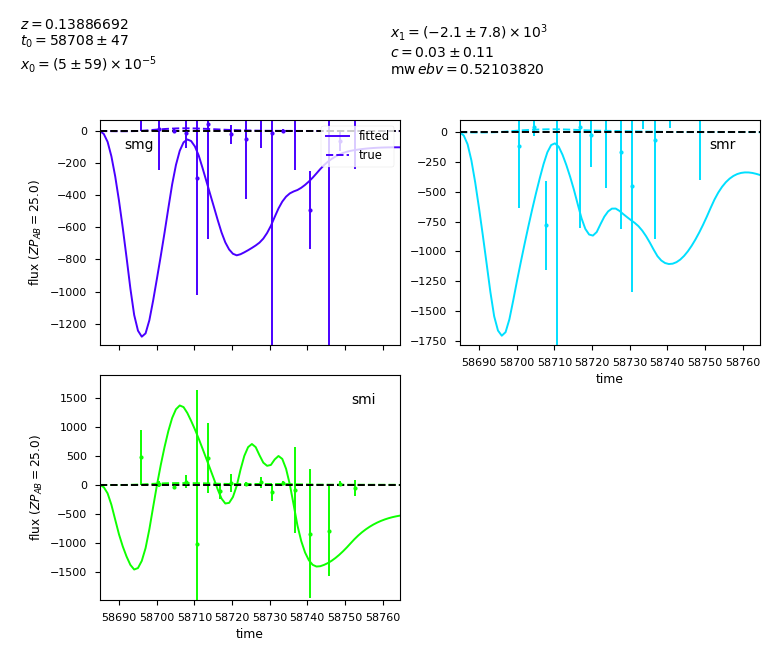 z = 0.13886692
t₀ = 58708 ± 47
x₀ = (5 ± 59) × 10⁻⁵
x₁ = (−2.1 ± 7.8) × 10³
c = 0.03 ± 0.11
mw ebv = 0.52103820
smg
fitted
true
0
−200
−400
−600
−800
−1000
−1200
flux (ZP_AB = 25.0)
smr
0
−250
−500
−750
−1000
−1250
−1500
−1750
58690 58700 58710 58720 58730 58740 58750 58760
time
smi
1500
1000
500
0
−500
−1000
−1500
flux (ZP_AB = 25.0)
58690 58700 58710 58720 58730 58740 58750 58760
time